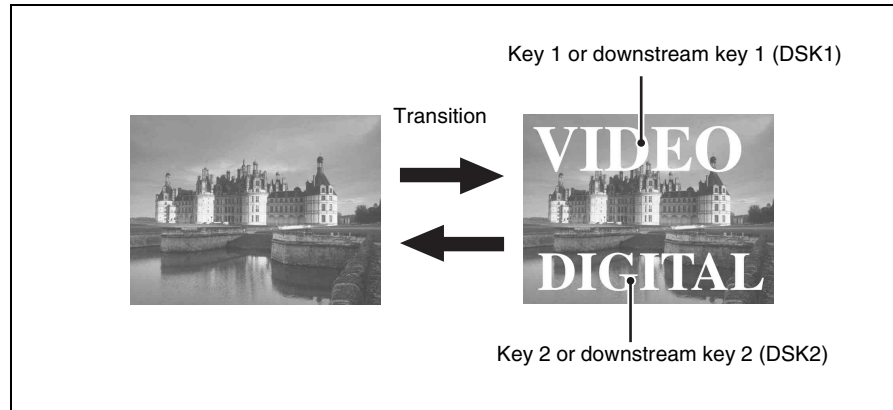 Key 1 or downstream key 1 (DSK1)
Transition
VIDEO
DIGITAL
Key 2 or downstream key 2 (DSK2)